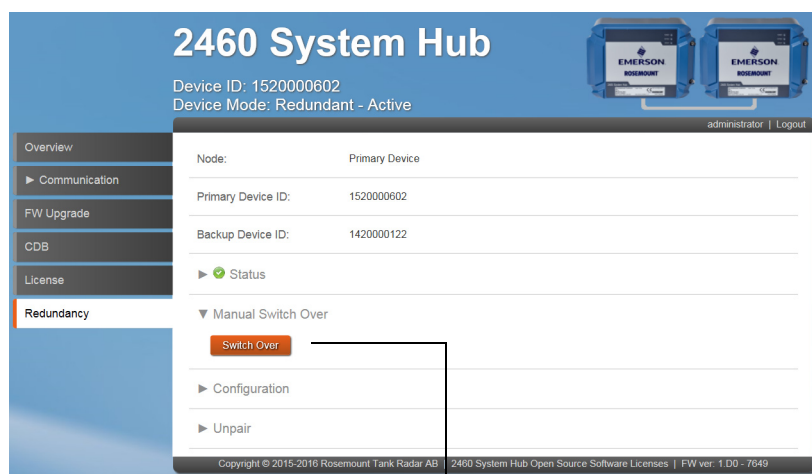 2460 System Hub
EMERSON
ROSEMOUNT
EMERSON
ROSEMOUNT
Device ID: 1520000602
Device Mode: Redundant - Active
administrator | Logout
Overview
► Communication
FW Upgrade
CDB
License
Redundancy
Node: Primary Device
Primary Device ID: 1520000602
Backup Device ID: 1420000122
► Status
▼ Manual Switch Over
Switch Over
► Configuration
► Unpair
Copyright © 2015-2016 Rosemount Tank Radar AB | 2460 System Hub Open Source Software Licenses | FW ver: 1.D0 - 7649